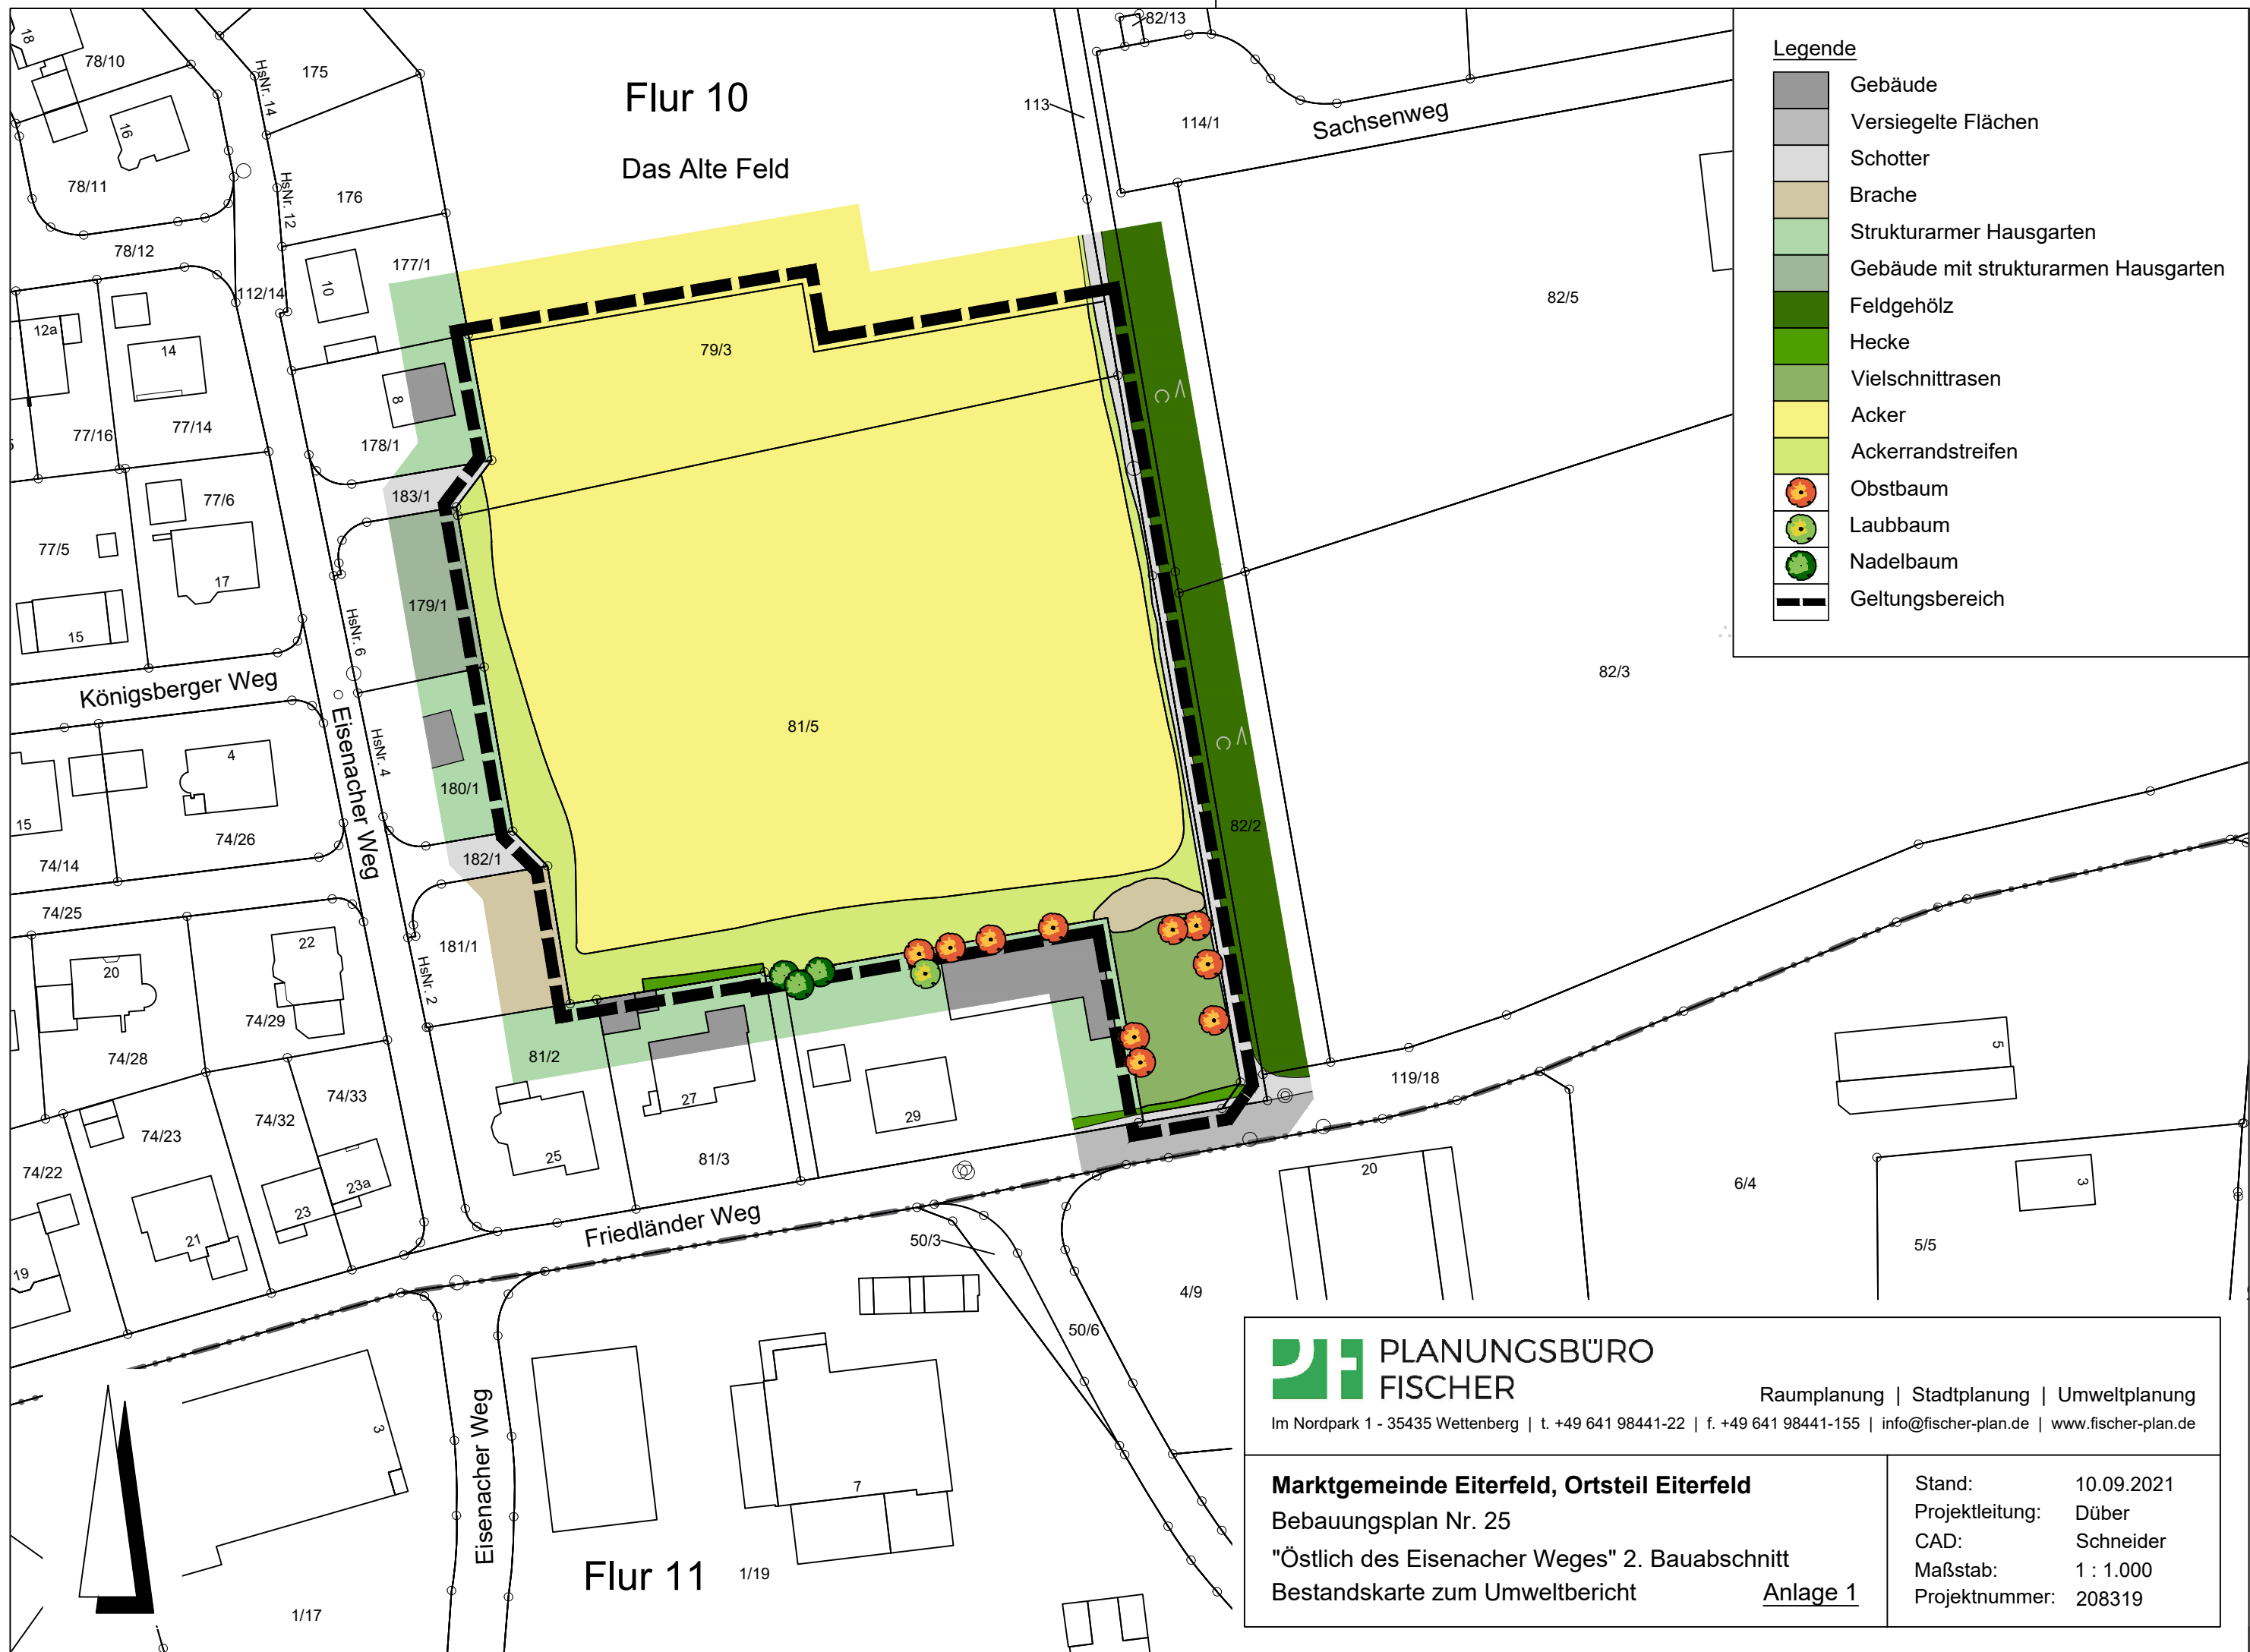 82/13
18
78/10
HsNr. 14
175
Flur 10
113
114/1
Sachsenweg
16
Das Alte Feld
78/11
HsNr. 12
176
78/12
177/1
112/14
10
82/5
12a
14
79/3
8
77/16
77/14
178/1
183/1
77/6
77/5
17
179/1
15
HsNr. 6
82/3
Königsberger Weg
Eisenacher Weg
81/5
HsNr. 4
4
180/1
15
74/26
82/2
74/14
182/1
74/25
22
181/1
20
HsNr. 2
74/29
74/28
81/2
119/18
5
27
74/33
74/32
29
74/23
25
81/3
74/22
23a
20
6/4
3
23
Friedländer Weg
21
50/3
5/5
19
4/9
50/6
3
Eisenacher Weg
7
Flur 11
1/19
1/17
Legende
Gebäude
Versiegelte Flächen
Schotter
Brache
Strukturarmer Hausgarten
Gebäude mit strukturarmen Hausgarten
Feldgehölz
Hecke
Vielschnittrasen
Acker
Ackerrandstreifen
Obstbaum
Laubbaum
Nadelbaum
Geltungsbereich
PLANUNGSBÜRO
FISCHER
Raumplanung | Stadtplanung | Umweltplanung
Im Nordpark 1 - 35435 Wettenberg | t. +49 641 98441-22 | f. +49 641 98441-155 | info@fischer-plan.de | www.fischer-plan.de
Marktgemeinde Eiterfeld, Ortsteil Eiterfeld
Bebauungsplan Nr. 25
"Östlich des Eisenacher Weges" 2. Bauabschnitt
Bestandskarte zum Umweltbericht Anlage 1
Stand: 10.09.2021
Projektleitung: Düber
CAD: Schneider
Maßstab: 1 : 1.000
Projektnummer: 208319